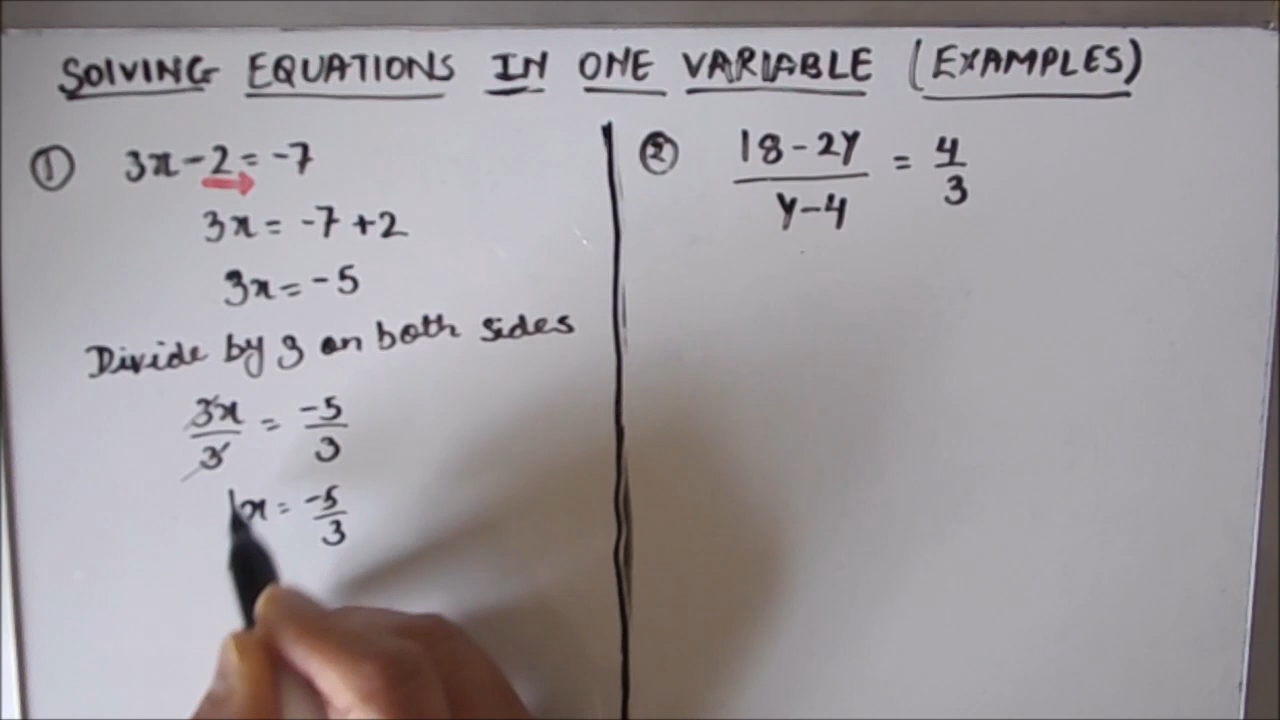 SOLVING EQUATIONS IN ONE VARIABLE (EXAMPLES)
① 3x - 2 = -7
3x = -7 + 2
3x = -5
Divide by 3 on both sides
3x/3 = -5/3
x = -5/3
② 18 - 2y / y - 4 = 4/3